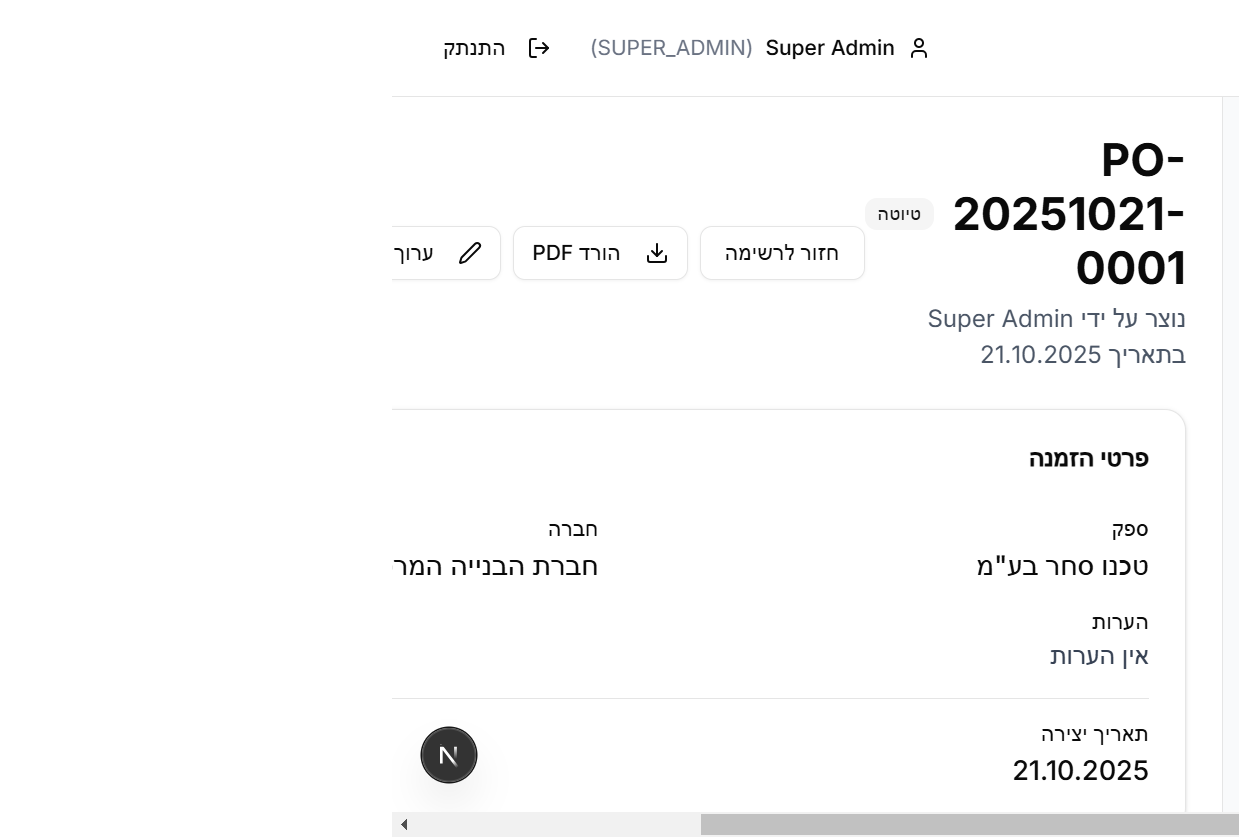 Super Admin (SUPER_ADMIN) התנתק
PO-
20251021-
0001
טיוטה
חזור לרשימה
הורד PDF
ערוך
נוצר על ידי Super Admin
בתאריך 21.10.2025
פרטי הזמנה
ספק
טכנו סחר בע"מ
חברה
חברת הבנייה המר
הערות
אין הערות
תאריך יצירה
21.10.2025